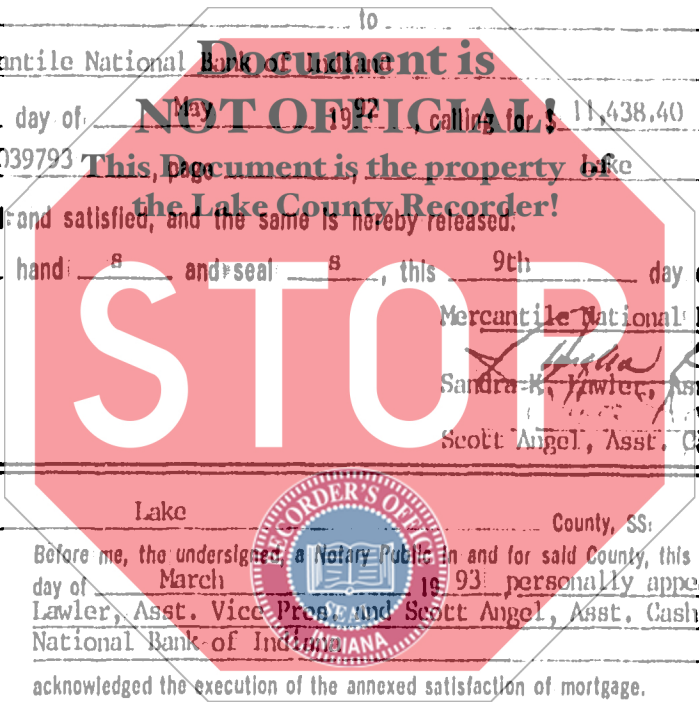 to
antile National Bank of Indiana
Document is
day of May 1992, calling for $ 11,438.40
NOT OFFICIAL!
039793, page , Lake
This Document is the property of
and satisfied, and the same is hereby released.
the Lake County Recorder!
hand s and seal s, this 9th day
STOP
Mercantile National
Sandra K. Lawler, As
Scott Angel, Asst. Ca
Lake County, SS:
RECORDER'S OFFIC
SEAL
INDIANA
Before me, the undersigned, a Notary Public in and for said County, this
day of March 1993 personally appe
Lawler, Asst. Vice Pres. and Scott Angel, Asst. Cash
National Bank of Indiana
acknowledged the execution of the annexed satisfaction of mortgage.